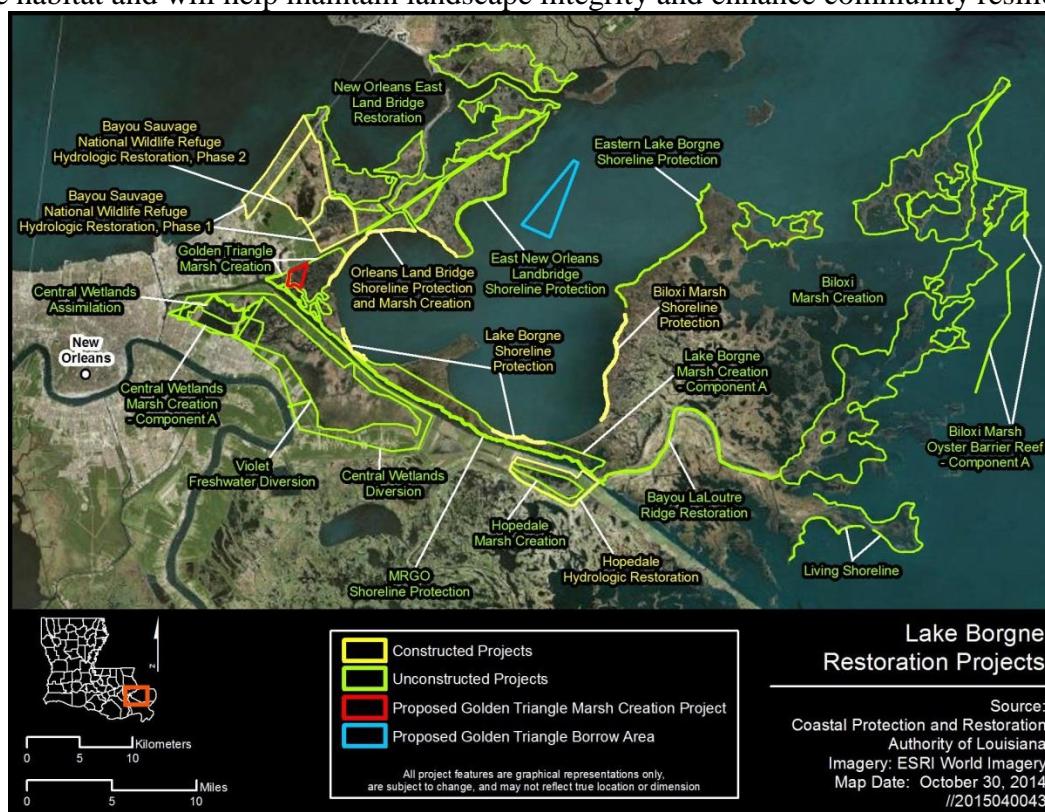 e habitat and will help maintain landscape integrity and enhance community resilie
New Orleans East
Land Bridge
Restoration
Bayou Sauvage
National Wildlife Refuge
Hydrologic Restoration, Phase 2
Eastern Lake Borgne
Shoreline Protection
Bayou Sauvage
National Wildlife Refuge
Hydrologic Restoration, Phase 1
Golden Triangle
Marsh Creation
Orleans Land Bridge
Shoreline Protection
and Marsh Creation
East New Orleans
Landbridge
Shoreline Protection
Biloxi
Marsh Creation
Central Wetlands
Assimilation
Biloxi Marsh
Shoreline
Protection
New
Orleans
Lake Borgne
Shoreline
Protection
Lake Borgne
Marsh Creation
- Component A
Central Wetlands
Marsh Creation
- Component A
Biloxi Marsh
Oyster Barrier Reef
- Component A
Violet
Freshwater Diversion
Central Wetlands
Diversion
Bayou LaLoutre
Ridge Restoration
Hopedale
Marsh Creation
Hopedale
Hydrologic Restoration
Living Shoreline
MRGO
Shoreline Protection
N
Kilometers
0 5 10
Miles
0 5 10
Constructed Projects
Unconstructed Projects
Proposed Golden Triangle Marsh Creation Project
Proposed Golden Triangle Borrow Area
All project features are graphical representations only,
are subject to change, and may not reflect true location or dimension
Lake Borgne
Restoration Projects
Source:
Coastal Protection and Restoration
Authority of Louisiana
Imagery: ESRI World Imagery
Map Date: October 30, 2014
//2015040043